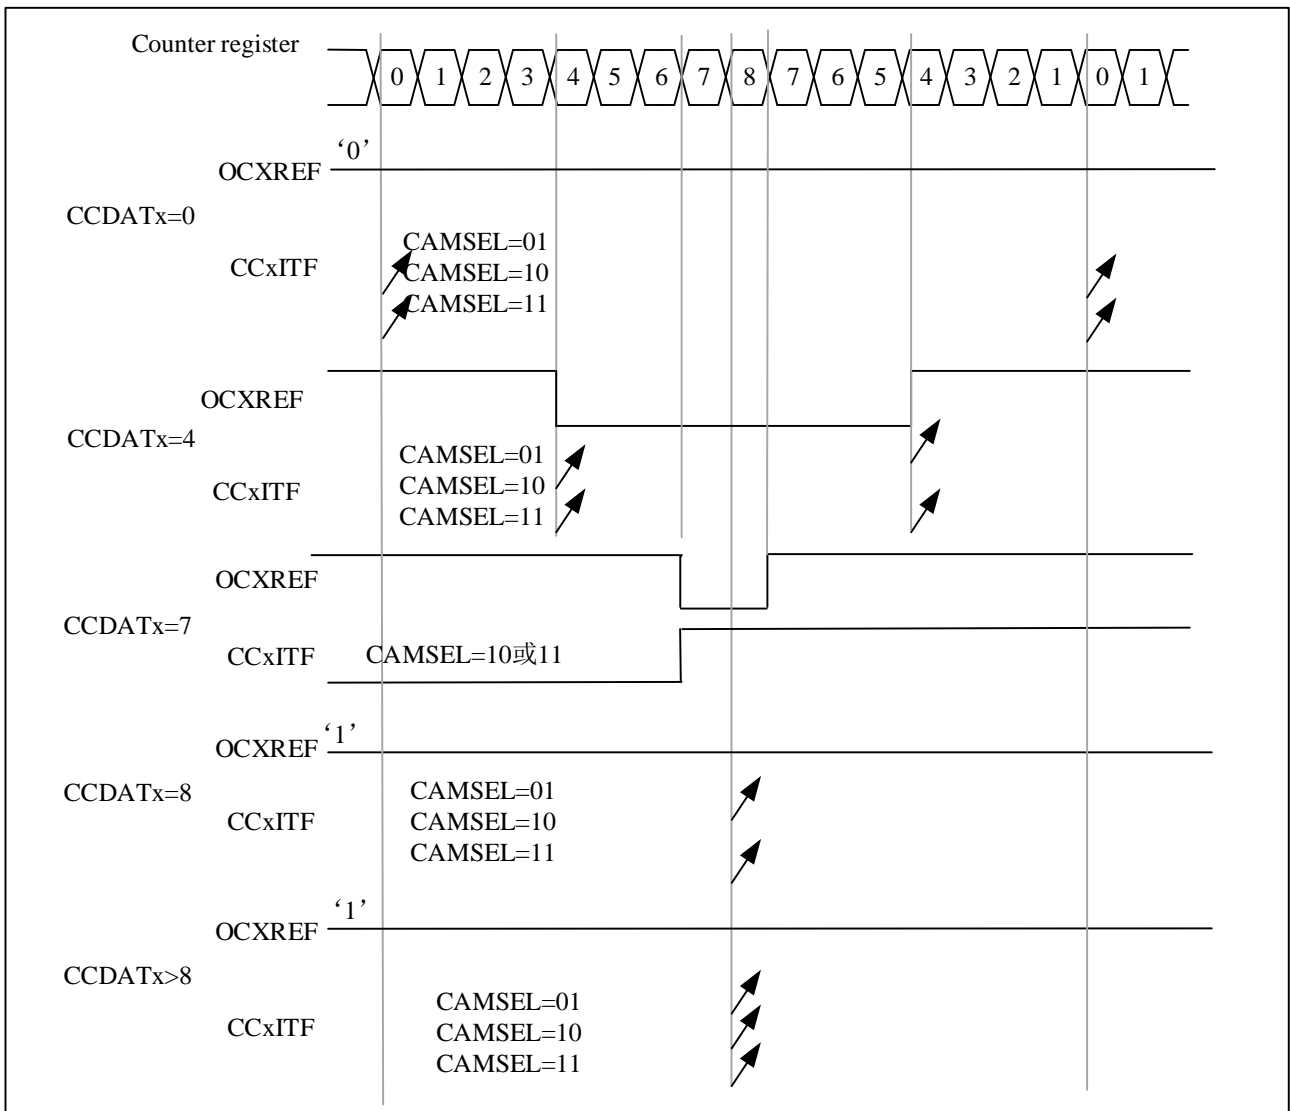 Counter register
0 1 2 3 4 5 6 7 8 7 6 5 4 3 2 1 0 1
‘0’
OCXREF
CCDATx=0
CAMSEL=01
CCxITF
CAMSEL=10
CAMSEL=11
OCXREF
CCDATx=4
CAMSEL=01
CCxITF
CAMSEL=10
CAMSEL=11
OCXREF
CCDATx=7
CCxITF
CAMSEL=10或11
‘1’
OCXREF
CCDATx=8
CAMSEL=01
CCxITF
CAMSEL=10
CAMSEL=11
‘1’
OCXREF
CCDATx>8
CAMSEL=01
CCxITF
CAMSEL=10
CAMSEL=11